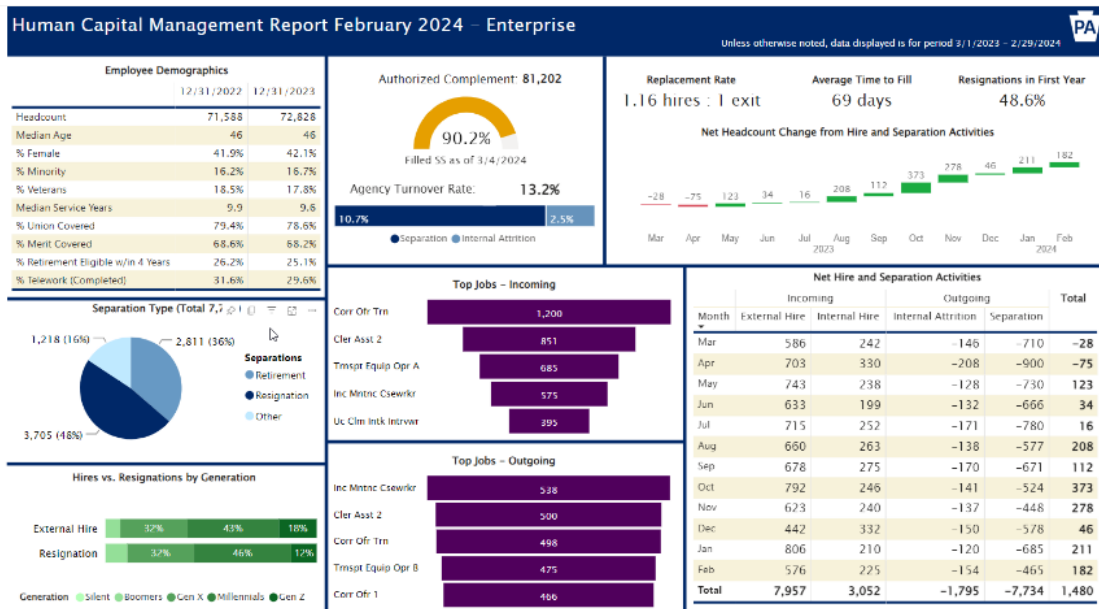 Human Capital Management Report February 2024 – Enterprise
PA
Unless otherwise noted, data displayed is for period 3/1/2023 – 2/29/2024
Employee Demographics
12/31/2022 12/31/2023
Headcount 71,588 72,828
Median Age 46 46
% Female 41.9% 42.1%
% Minority 16.2% 16.7%
% Veterans 18.5% 17.8%
Median Service Years 9.9 9.6
% Union Covered 79.4% 78.6%
% Merit Covered 68.6% 68.2%
% Retirement Eligible w/in 4 Years 26.2% 25.1%
% Telework (Completed) 31.6% 29.6%
Authorized Complement: 81,202
90.2%
Filled SS as of 3/4/2024
Agency Turnover Rate: 13.2%
10.7% 2.5%
Separation Internal Attrition
Replacement Rate Average Time to Fill Resignations in First Year
1.16 hires : 1 exit 69 days 48.6%
Net Headcount Change from Hire and Separation Activities
-28 -75 123 34 16 208 112 373 278 46 211 182
Mar Apr May Jun Jul Aug Sep Oct Nov Dec Jan Feb
2023 2024
Separation Type (Total 7,7
1,218 (16%)
2,811 (36%)
3,705 (48%)
Separations
Retirement
Resignation
Other
Hires vs. Resignations by Generation
External Hire 32% 43% 18%
Resignation 32% 46% 12%
Generation Silent Boomers Gen X Millennials Gen Z
Top Jobs – Incoming
Corr Ofr Trn 1,200
Cler Asst 2 851
Trnspt Equip Opr A 685
Inc Mntnc Csewrkr 575
Uc Clm Intk Intrvwr 395
Top Jobs – Outgoing
Inc Mntnc Csewrkr 538
Cler Asst 2 500
Corr Ofr Trn 498
Trnspt Equip Opr B 475
Corr Ofr 1 466
Net Hire and Separation Activities
Incoming Outgoing Total
Month External Hire Internal Hire Internal Attrition Separation
Mar 586 242 -146 -710 -28
Apr 703 330 -208 -900 -75
May 743 238 -128 -730 123
Jun 633 199 -132 -666 34
Jul 715 252 -171 -780 16
Aug 660 263 -138 -577 208
Sep 678 275 -170 -671 112
Oct 792 246 -141 -524 373
Nov 623 240 -137 -448 278
Dec 442 332 -150 -578 46
Jan 806 210 -120 -685 211
Feb 576 225 -154 -465 182
Total 7,957 3,052 -1,795 -7,734 1,480